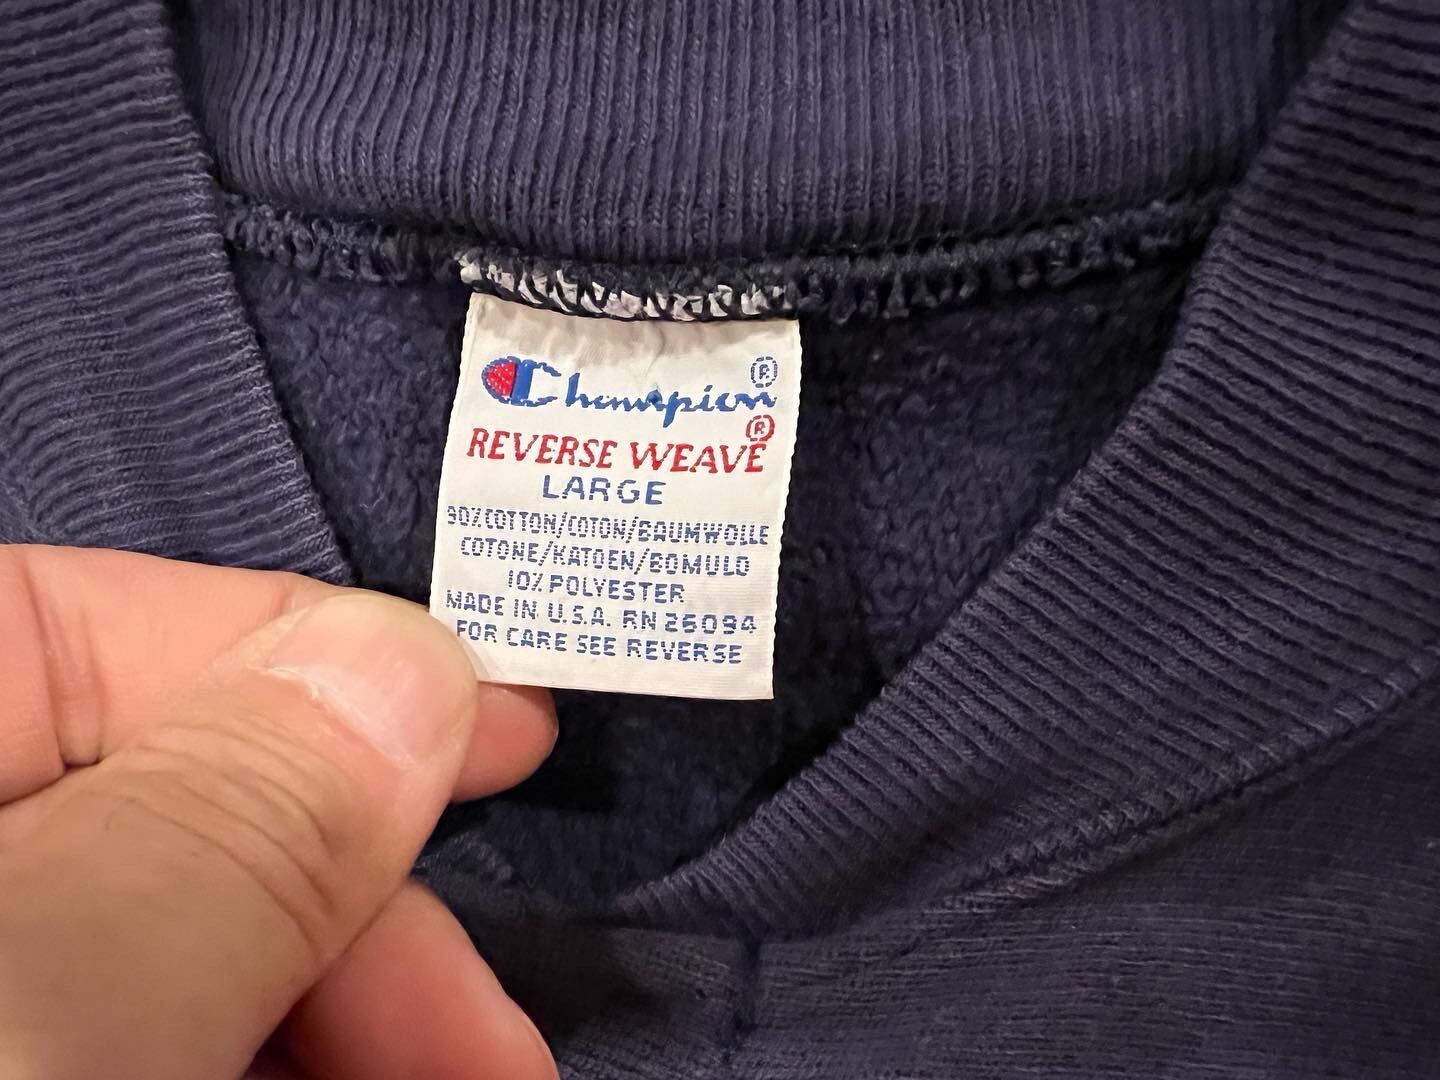 Champion®
REVERSE WEAVE®
LARGE
90% COTTON/COTON/BAUMWOLLE
COTONE/KATOEN/BOMULD
10% POLYESTER
MADE IN U.S.A. RN 26094
FOR CARE SEE REVERSE